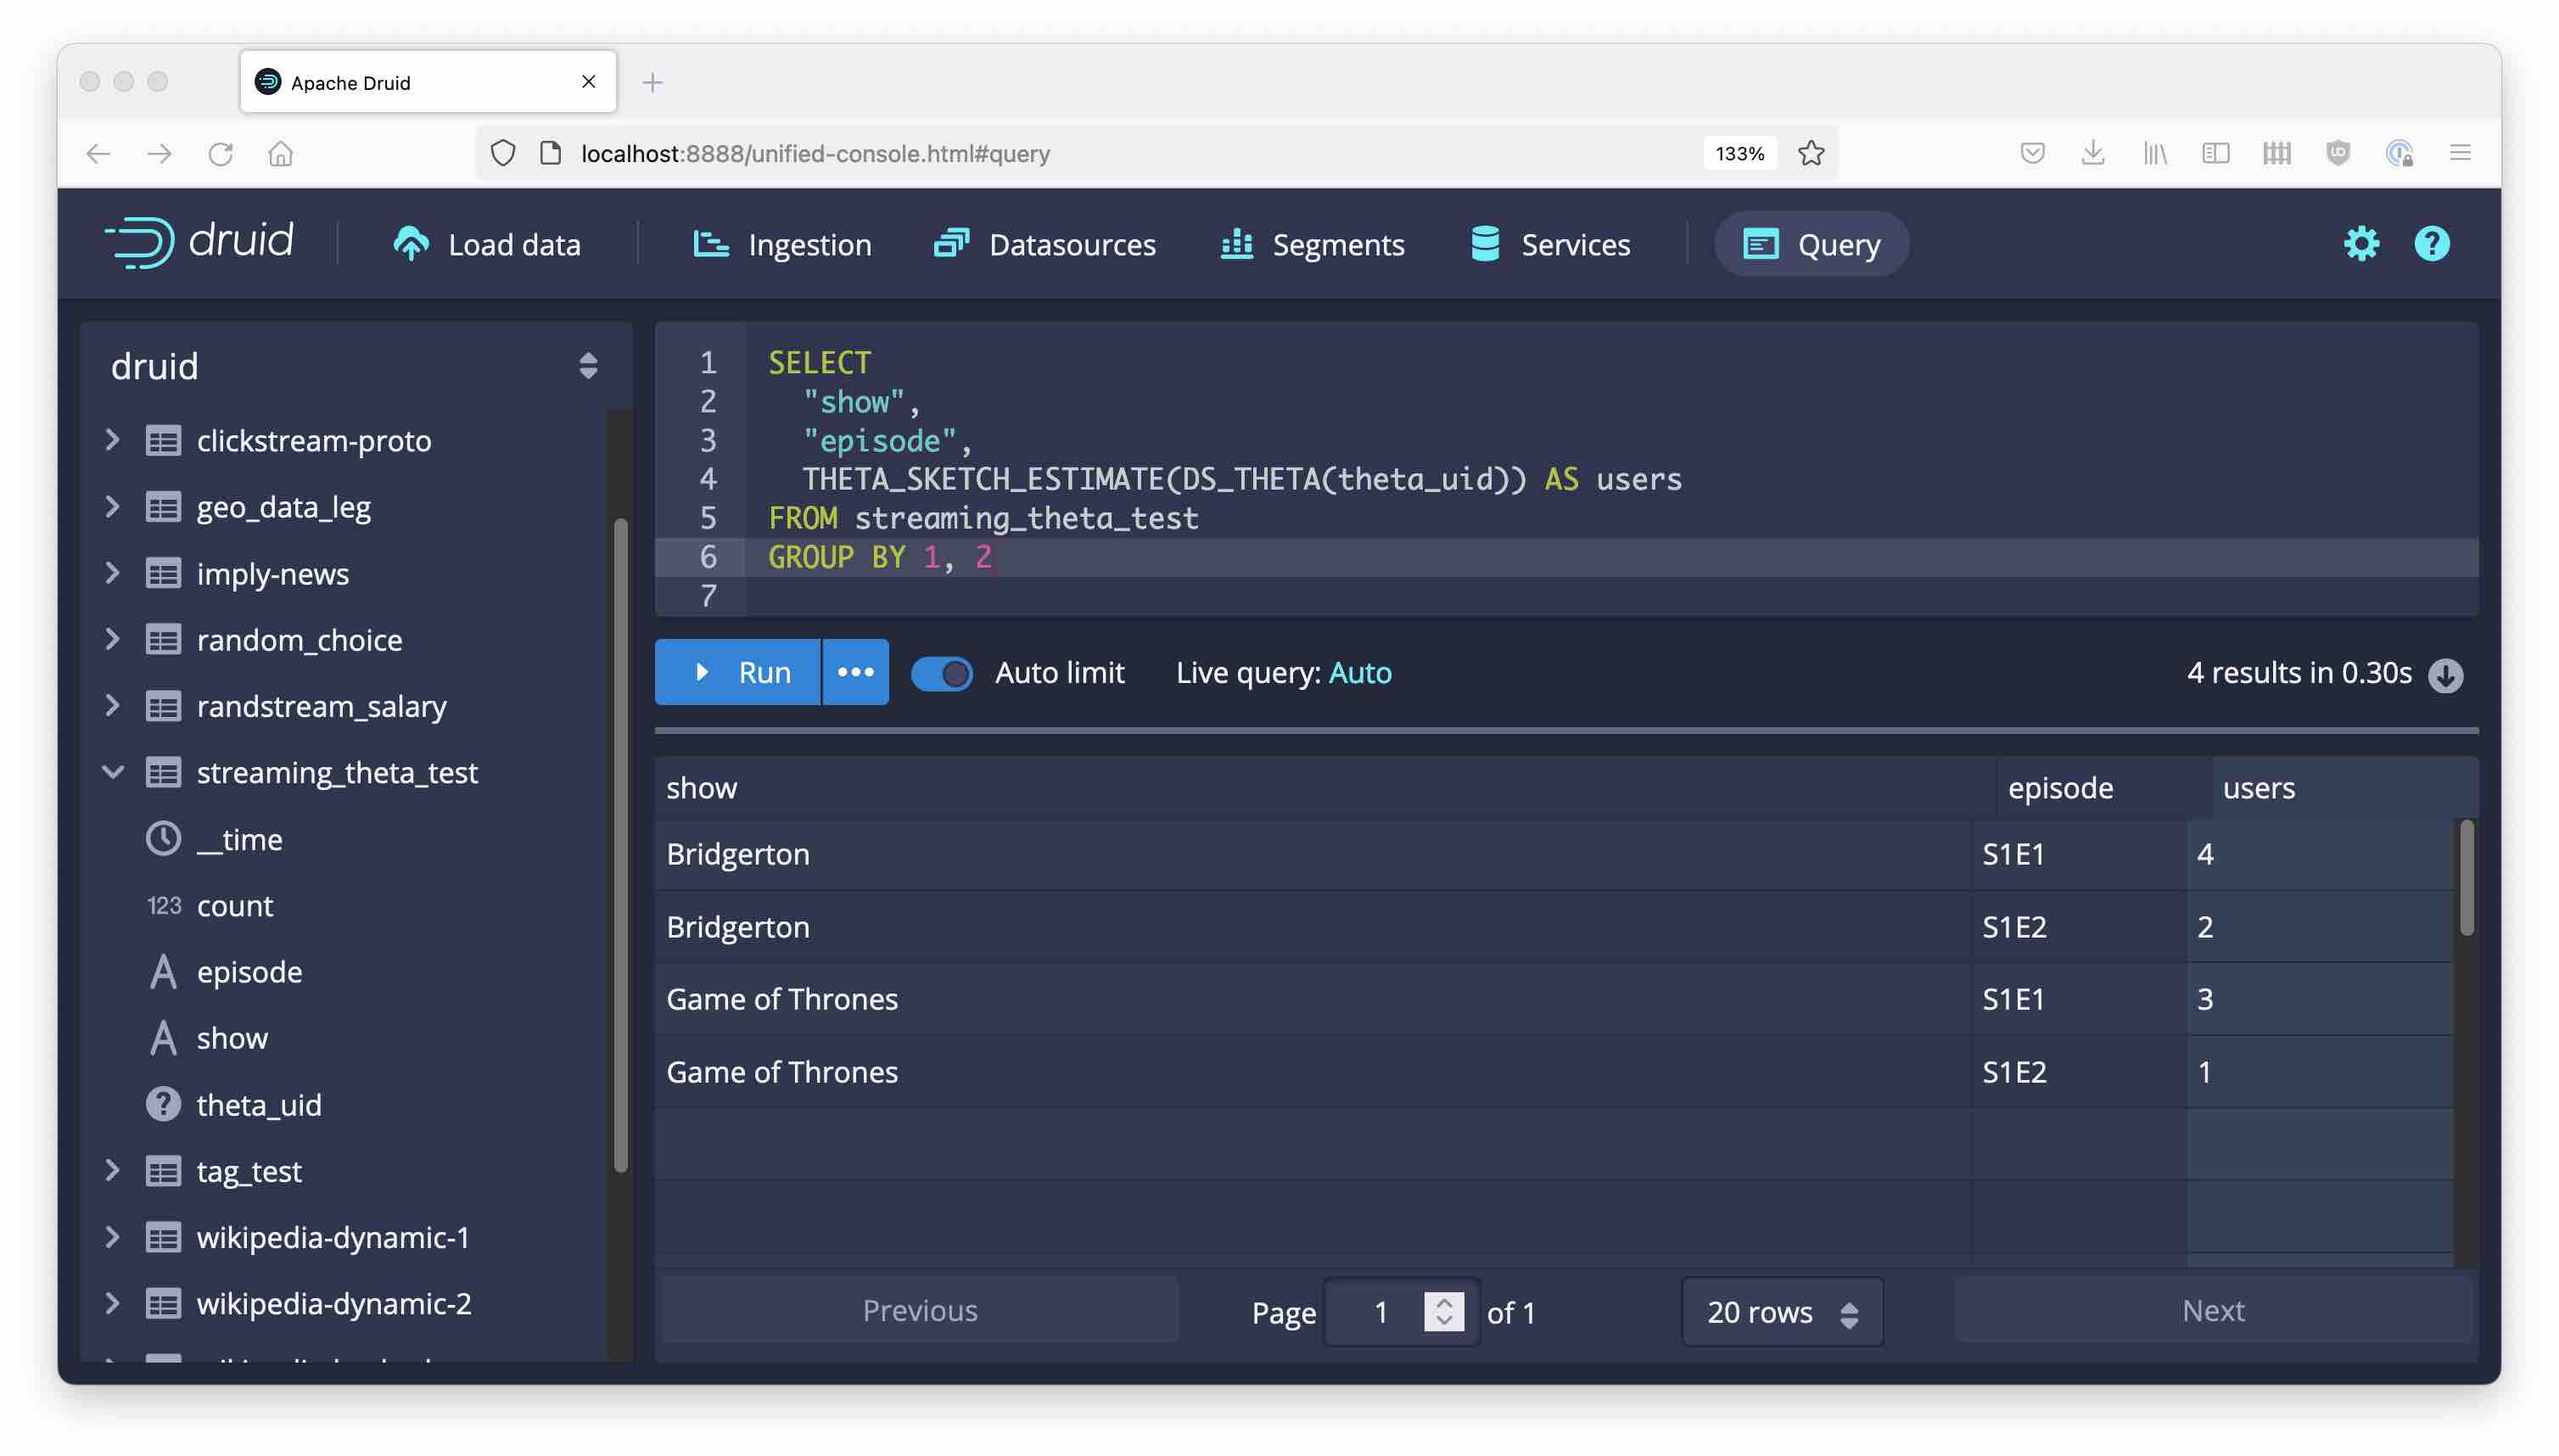 Apache Druid
localhost:8888/unified-console.html#query
133%
druid
Load data
Ingestion
Datasources
Segments
Services
Query
druid
clickstream-proto
geo_data_leg
imply-news
random_choice
randstream_salary
streaming_theta_test
__time
123 count
A episode
A show
theta_uid
tag_test
wikipedia-dynamic-1
wikipedia-dynamic-2
1 SELECT
2 "show",
3 "episode",
4 THETA_SKETCH_ESTIMATE(DS_THETA(theta_uid)) AS users
5 FROM streaming_theta_test
6 GROUP BY 1, 2
7
Run
Auto limit
Live query: Auto
4 results in 0.30s
show episode users
Bridgerton S1E1 4
Bridgerton S1E2 2
Game of Thrones S1E1 3
Game of Thrones S1E2 1
Previous
Page 1 of 1
20 rows
Next